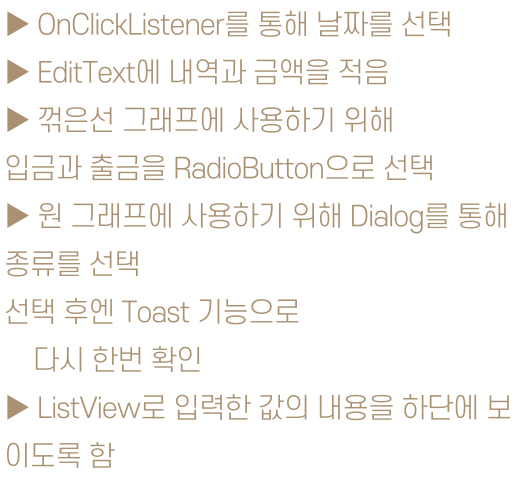 ▶ OnClickListener를 통해 날짜를 선택
▶ EditText에 내역과 금액을 적음
▶ 꺾은선 그래프에 사용하기 위해
입금과 출금을 RadioButton으로 선택
▶ 원 그래프에 사용하기 위해 Dialog를 통해
종류를 선택
선택 후엔 Toast 기능으로
다시 한번 확인
▶ ListView로 입력한 값의 내용을 하단에 보
이도록 함